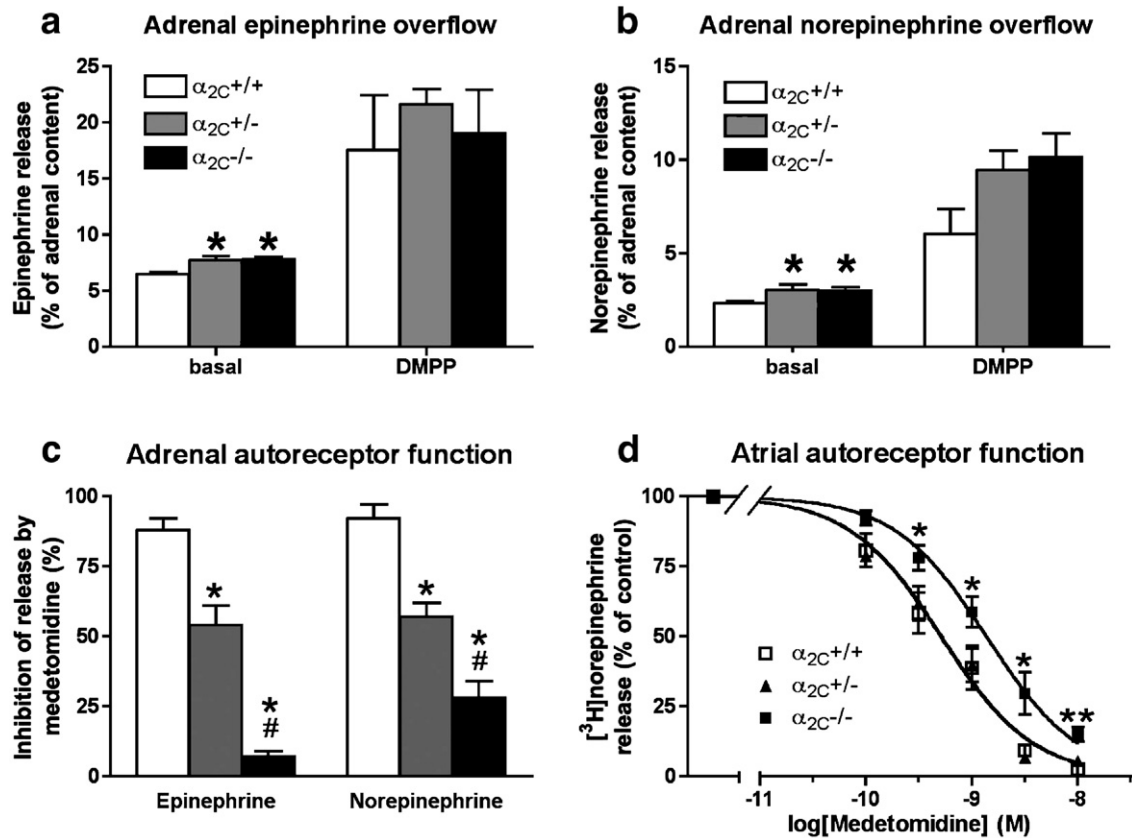 a Adrenal epinephrine overflow
Epinephrine release
(% of adrenal content)
25
20
15
10
5
0
α2C+/+
α2C+/-
α2C-/-
* *
basal DMPP
b Adrenal norepinephrine overflow
Norepinephrine release
(% of adrenal content)
15
10
5
0
α2C+/+
α2C+/-
α2C-/-
* *
basal DMPP
c Adrenal autoreceptor function
Inhibition of release by
medetomidine (%)
100
75
50
25
0
*
*
#
*
*
#
Epinephrine Norepinephrine
d Atrial autoreceptor function
[³H]norepinephrine
release (% of control)
100
75
50
25
0
*
*
*
**
α2C+/+
α2C+/-
α2C-/-
-11 -10 -9 -8
log[Medetomidine] (M)